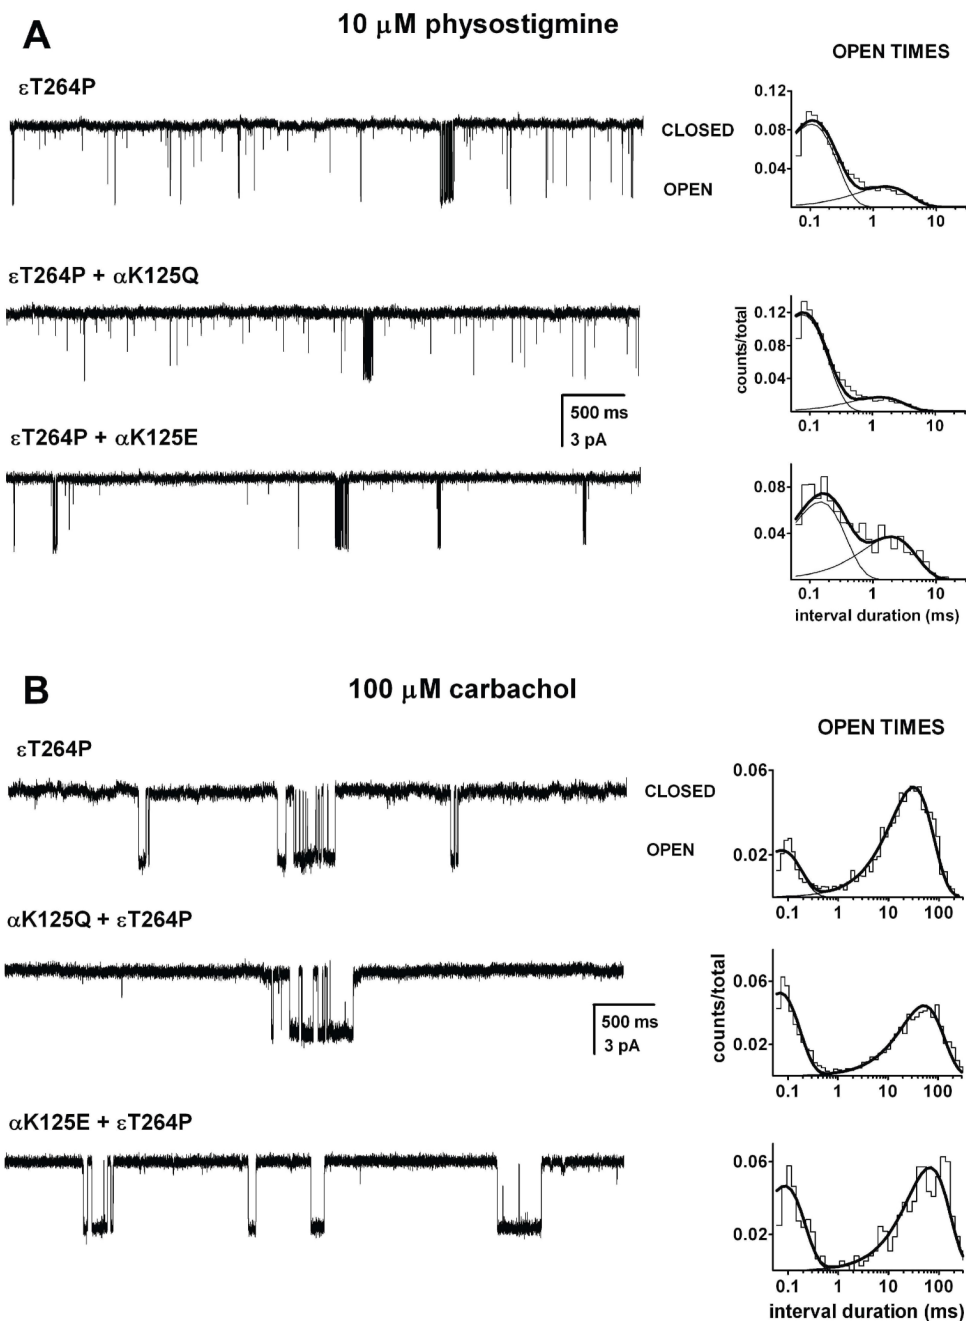 A
10 μM physostigmine
OPEN TIMES
εT264P
CLOSED
OPEN
0.12
0.08
0.04
0.1 1 10
εT264P + αK125Q
counts/total
0.12
0.08
0.04
0.1 1 10
500 ms
3 pA
εT264P + αK125E
0.08
0.04
0.1 1 10
interval duration (ms)
B
100 μM carbachol
OPEN TIMES
εT264P
CLOSED
OPEN
0.06
0.02
0.1 1 10 100
αK125Q + εT264P
counts/total
0.06
0.02
0.1 1 10 100
500 ms
3 pA
αK125E + εT264P
0.06
0.02
0.1 1 10 100
interval duration (ms)